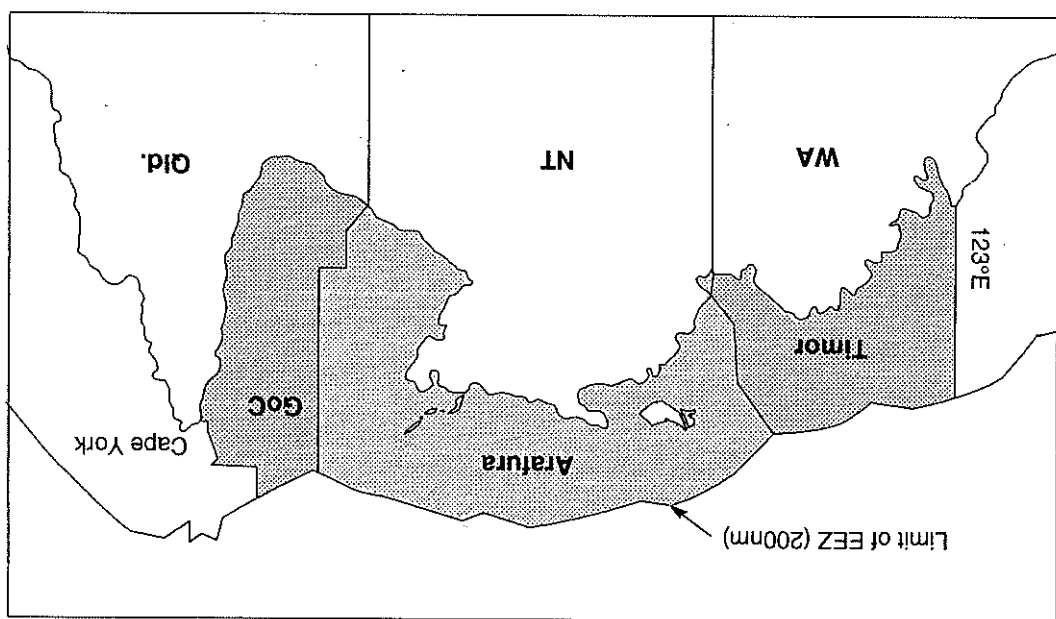 Limit of EEZ (200nm)
Cape York
Arafura
GoC
Timor
123°E
WA
NT
Qld.